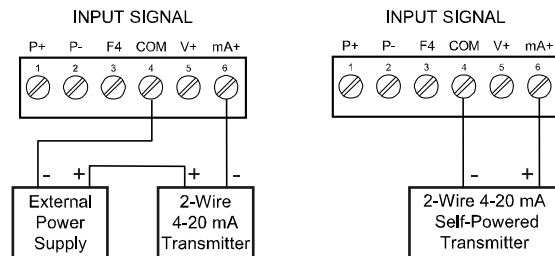 INPUT SIGNAL
P+ P- F4 COM V+ mA+
1 2 3 4 5 6
- + + -
External
Power
Supply
2-Wire
4-20 mA
Transmitter
INPUT SIGNAL
P+ P- F4 COM V+ mA+
1 2 3 4 5 6
- +
2-Wire 4-20 mA
Self-Powered
Transmitter